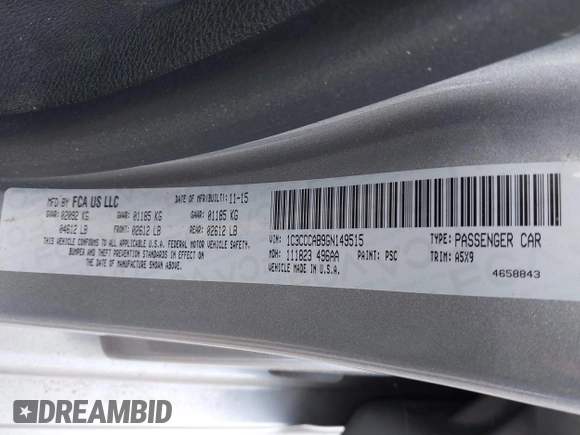 MFD BY FCA US LLC
DATE OF MFR/BUILT: 11-15
GVWR: 02092 KG GAWR: 01185 KG GAWR: 01185 KG
04612 LB FRONT: 02612 LB REAR: 02612 LB
THIS VEHICLE CONFORMS TO ALL APPLICABLE U.S.A. FEDERAL MOTOR VEHICLE SAFETY,
BUMPER AND THEFT PREVENTION STANDARDS IN EFFECT ON
THE DATE OF MANUFACTURE SHOWN ABOVE.
VIN: 1C3CCCAB9GN149515 TYPE: PASSENGER CAR
MDH: 111823 496AA PAINT: PSC TRIM: A5X9
VEHICLE MADE IN U.S.A.
4658843
DREAMBID